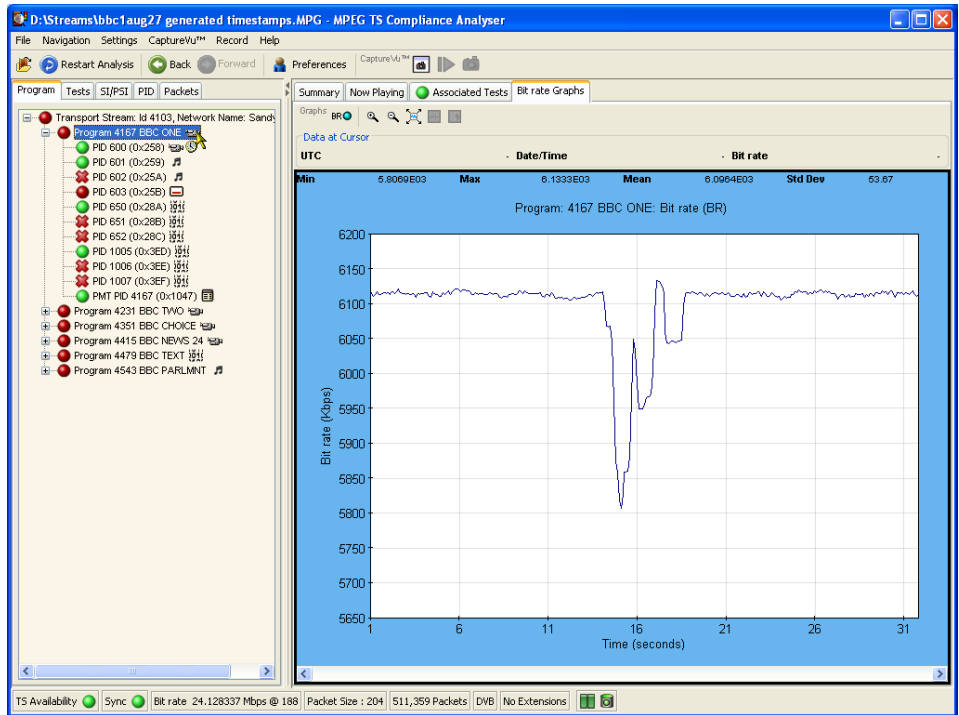 D:\Streams\bbc1aug27 generated timestamps.MPG - MPEG TS Compliance Analyser
File Navigation Settings CaptureVu™ Record Help
Restart Analysis Back Forward Preferences CaptureVu™
Program Tests SI/PSI PID Packets
Transport Stream: Id 4103, Network Name: Sandy
Program 4167 BBC ONE
PID 600 (0x258)
PID 601 (0x259)
PID 602 (0x25A)
PID 603 (0x25B)
PID 650 (0x28A)
PID 651 (0x28B)
PID 652 (0x28C)
PID 1005 (0x3ED)
PID 1006 (0x3EE)
PID 1007 (0x3EF)
PMT PID 4167 (0x1047)
Program 4231 BBC TWO
Program 4351 BBC CHOICE
Program 4415 BBC NEWS 24
Program 4479 BBC TEXT
Program 4543 BBC PARLMNT
Summary Now Playing Associated Tests Bit rate Graphs
Graphs BR
Data at Cursor
UTC - Date/Time - Bit rate -
Min 5.8069E03 Max 6.1333E03 Mean 6.0964E03 Std Dev 53.67
Program: 4167 BBC ONE: Bit rate (BR)
Bit rate (Kbps)
6200
6150
6100
6050
6000
5950
5900
5850
5800
5750
5700
5650
1 6 11 16 21 26 31
Time (seconds)
TS Availability Sync Bit rate 24.128337 Mbps @ 188 Packet Size : 204 511,359 Packets DVB No Extensions